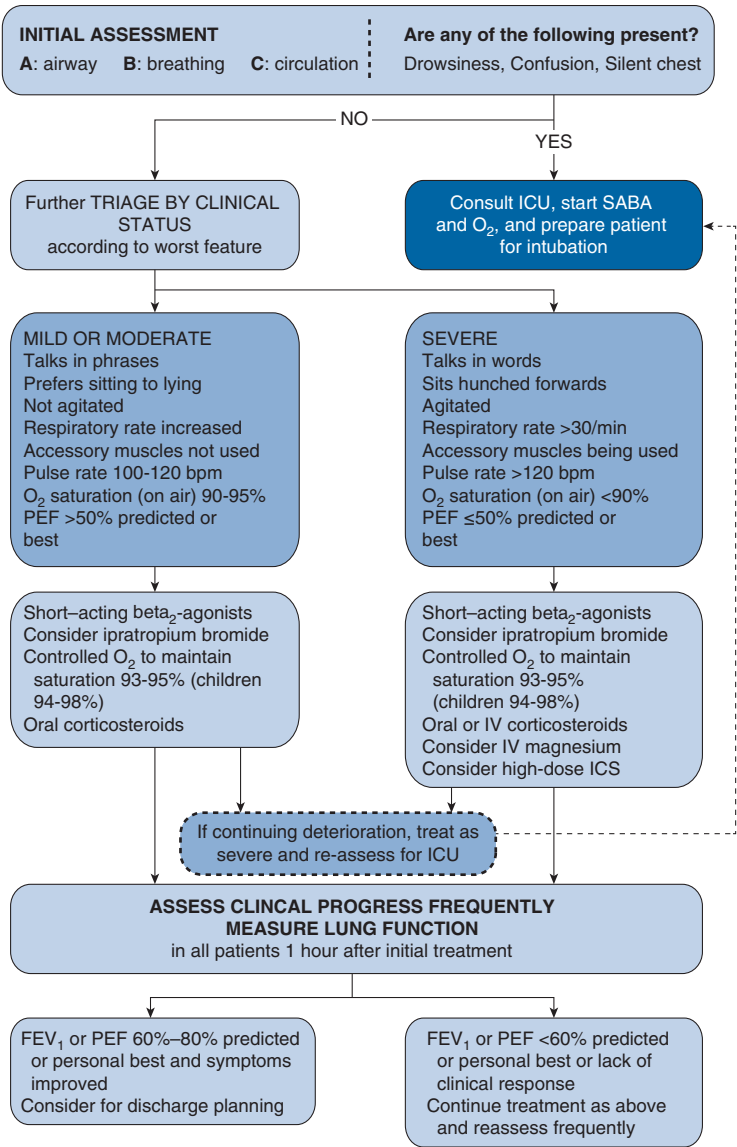 INITIAL ASSESSMENT
A: airway B: breathing C: circulation
Are any of the following present?
Drowsiness, Confusion, Silent chest
NO
YES
Further TRIAGE BY CLINICAL
STATUS
according to worst feature
Consult ICU, start SABA
and O₂, and prepare patient
for intubation
MILD OR MODERATE
Talks in phrases
Prefers sitting to lying
Not agitated
Respiratory rate increased
Accessory muscles not used
Pulse rate 100-120 bpm
O₂ saturation (on air) 90-95%
PEF >50% predicted or
best
SEVERE
Talks in words
Sits hunched forwards
Agitated
Respiratory rate >30/min
Accessory muscles being used
Pulse rate >120 bpm
O₂ saturation (on air) <90%
PEF ≤50% predicted or
best
Short–acting beta₂-agonists
Consider ipratropium bromide
Controlled O₂ to maintain
saturation 93-95% (children
94-98%)
Oral corticosteroids
Short–acting beta₂-agonists
Consider ipratropium bromide
Controlled O₂ to maintain
saturation 93-95%
(children 94-98%)
Oral or IV corticosteroids
Consider IV magnesium
Consider high-dose ICS
If continuing deterioration, treat as
severe and re-assess for ICU
ASSESS CLINCAL PROGRESS FREQUENTLY
MEASURE LUNG FUNCTION
in all patients 1 hour after initial treatment
FEV₁ or PEF 60%–80% predicted
or personal best and symptoms
improved
Consider for discharge planning
FEV₁ or PEF <60% predicted
or personal best or lack of
clinical response
Continue treatment as above
and reassess frequently